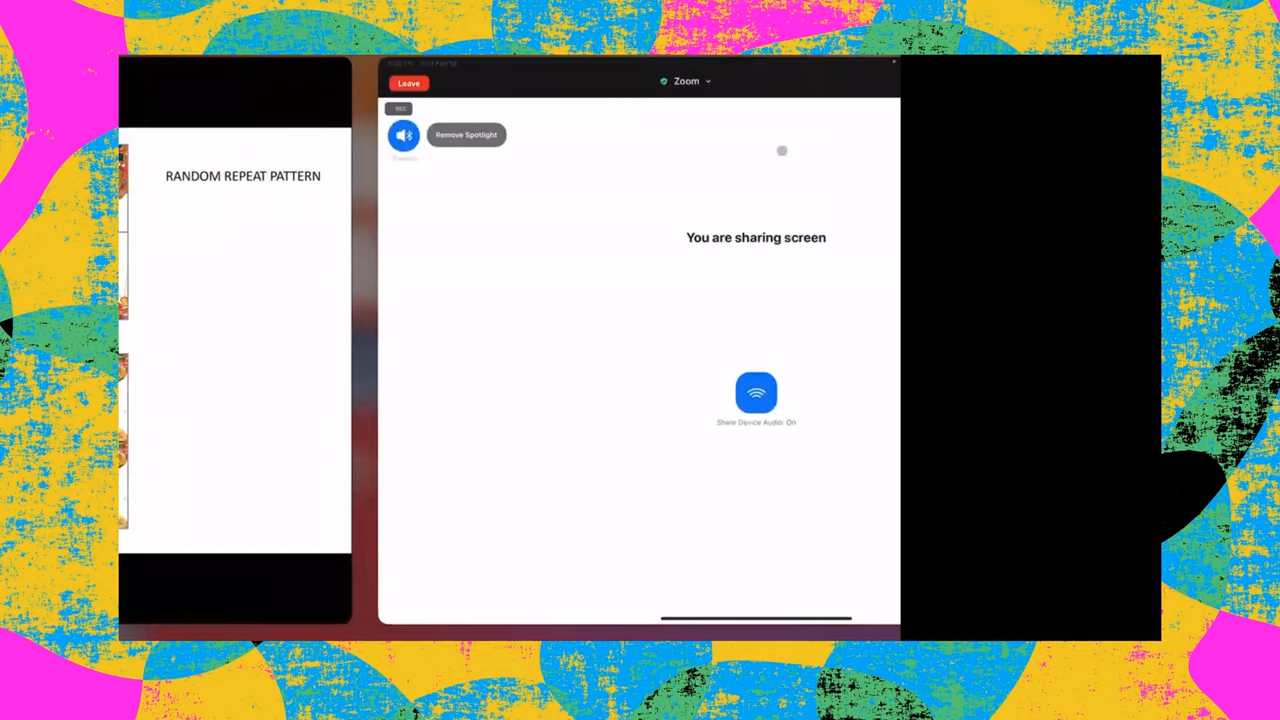 RANDOM REPEAT PATTERN
Leave
Zoom
REC
Remove Spotlight
You are sharing screen
Share Device Audio: On